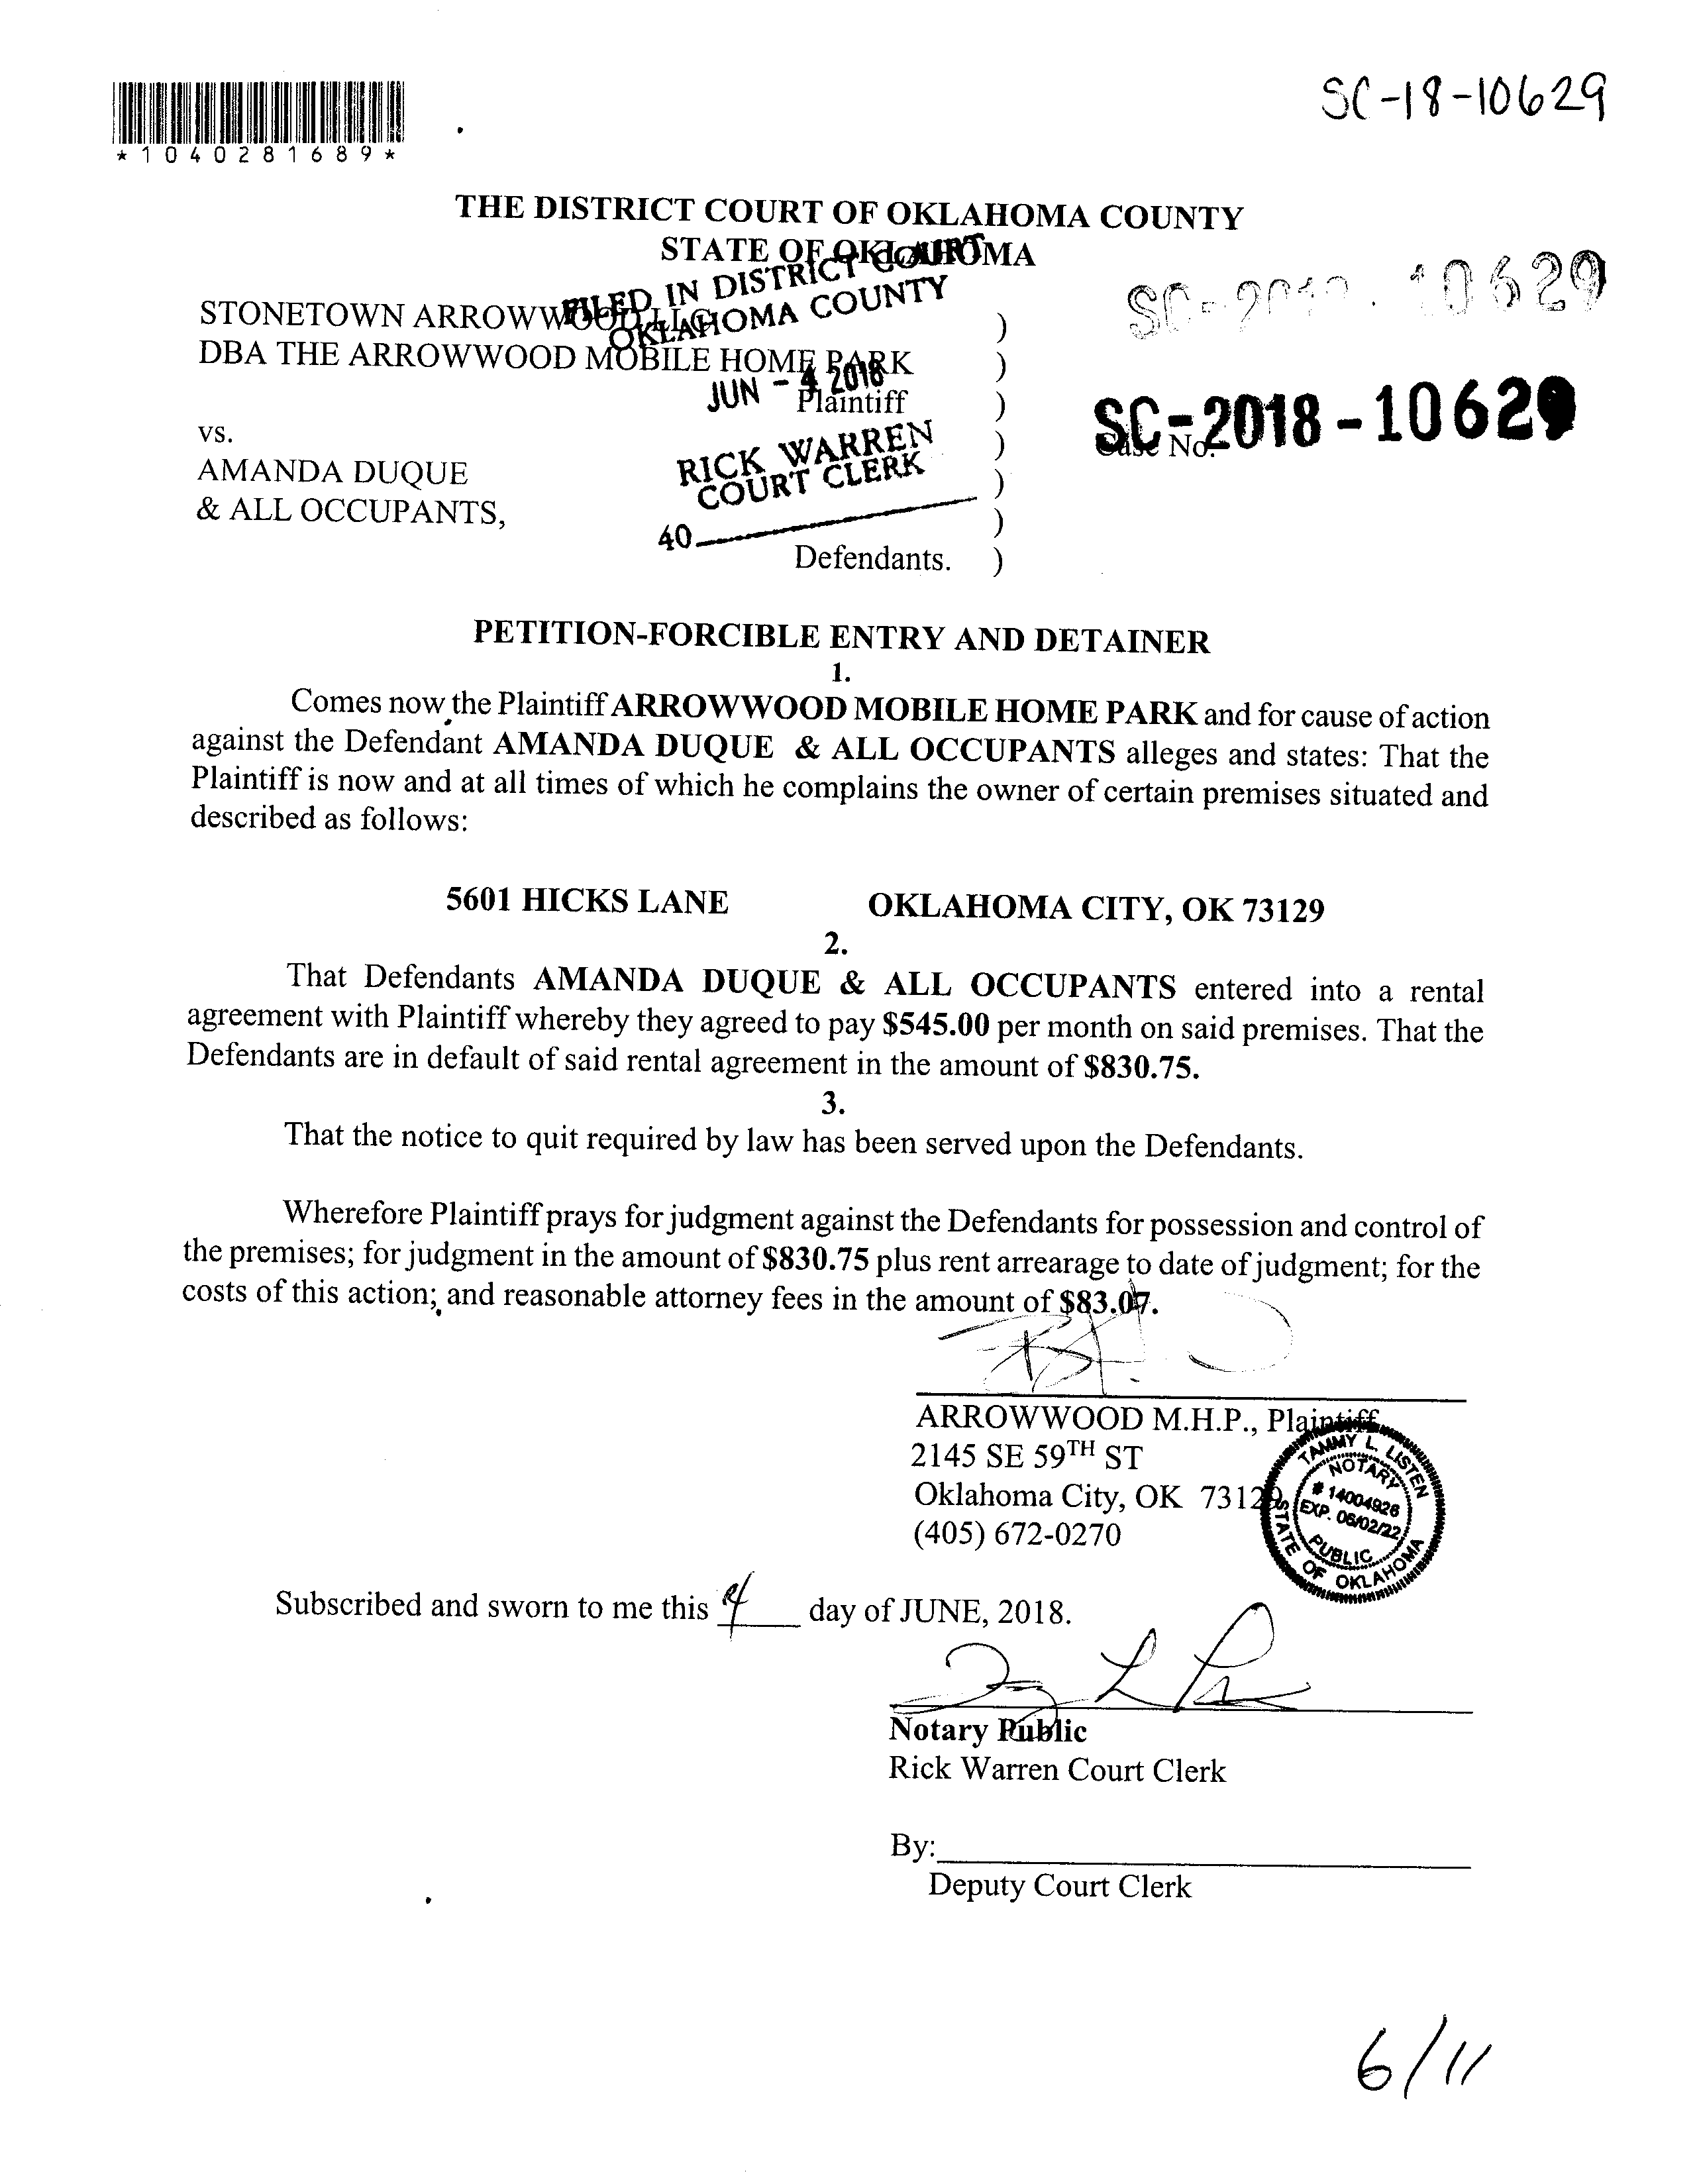 SC-18-10629
*1040281689*
THE DISTRICT COURT OF OKLAHOMA COUNTY
STATE OF OKLAHOMA
FILED IN DISTRICT COURT
OKLAHOMA COUNTY
JUN - 4 2018
RICK WARREN
COURT CLERK
40
SC-2018-10629
STONETOWN ARROWWOOD LLC
DBA THE ARROWWOOD MOBILE HOME PARK )
Plaintiff )
SC-2018-10629
Case No.
vs. )
AMANDA DUQUE )
& ALL OCCUPANTS, )
Defendants. )
PETITION-FORCIBLE ENTRY AND DETAINER
1.
Comes now the Plaintiff ARROWWOOD MOBILE HOME PARK and for cause of action
against the Defendant AMANDA DUQUE & ALL OCCUPANTS alleges and states: That the
Plaintiff is now and at all times of which he complains the owner of certain premises situated and
described as follows:
5601 HICKS LANE OKLAHOMA CITY, OK 73129
2.
That Defendants AMANDA DUQUE & ALL OCCUPANTS entered into a rental
agreement with Plaintiff whereby they agreed to pay $545.00 per month on said premises. That the
Defendants are in default of said rental agreement in the amount of $830.75.
3.
That the notice to quit required by law has been served upon the Defendants.
Wherefore Plaintiff prays for judgment against the Defendants for possession and control of
the premises; for judgment in the amount of $830.75 plus rent arrearage to date of judgment; for the
costs of this action; and reasonable attorney fees in the amount of $83.07.
ARROWWOOD M.H.P., Plaintiff
2145 SE 59TH ST
Oklahoma City, OK 73129
(405) 672-0270
TAMMY L. LISTEN
NOTARY
# 14004926
EXP. 06/02/22
PUBLIC
STATE OF OKLAHOMA
Subscribed and sworn to me this 4 day of JUNE, 2018.
Notary Public
Rick Warren Court Clerk
By:
Deputy Court Clerk
6/11